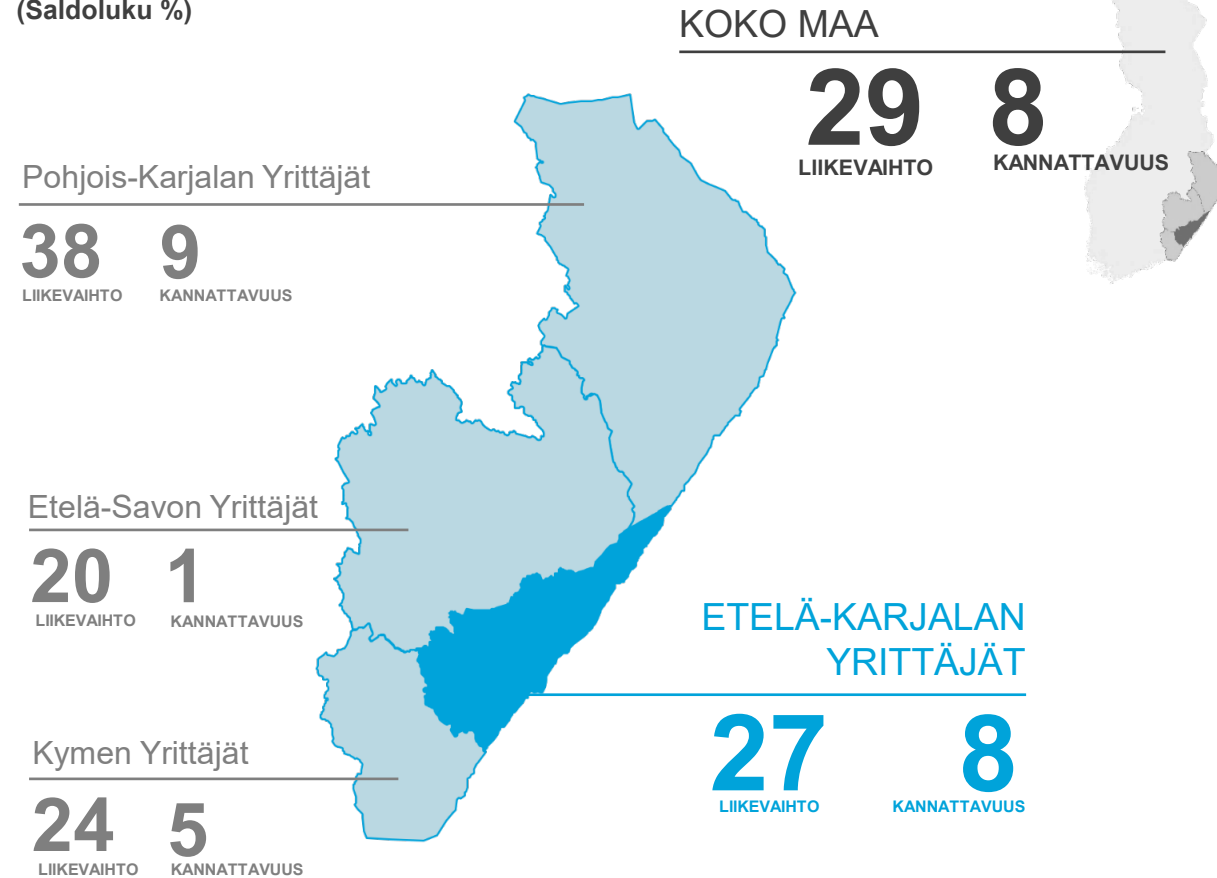 (Saldoluku %)
KOKO MAA
29 8
LIIKEVAIHTO KANNATTAVUUS
Pohjois-Karjalan Yrittäjät
38 9
LIIKEVAIHTO KANNATTAVUUS
Etelä-Savon Yrittäjät
20 1
LIIKEVAIHTO KANNATTAVUUS
ETELÄ-KARJALAN
YRITTÄJÄT
27 8
LIIKEVAIHTO KANNATTAVUUS
Kymen Yrittäjät
24 5
LIIKEVAIHTO KANNATTAVUUS